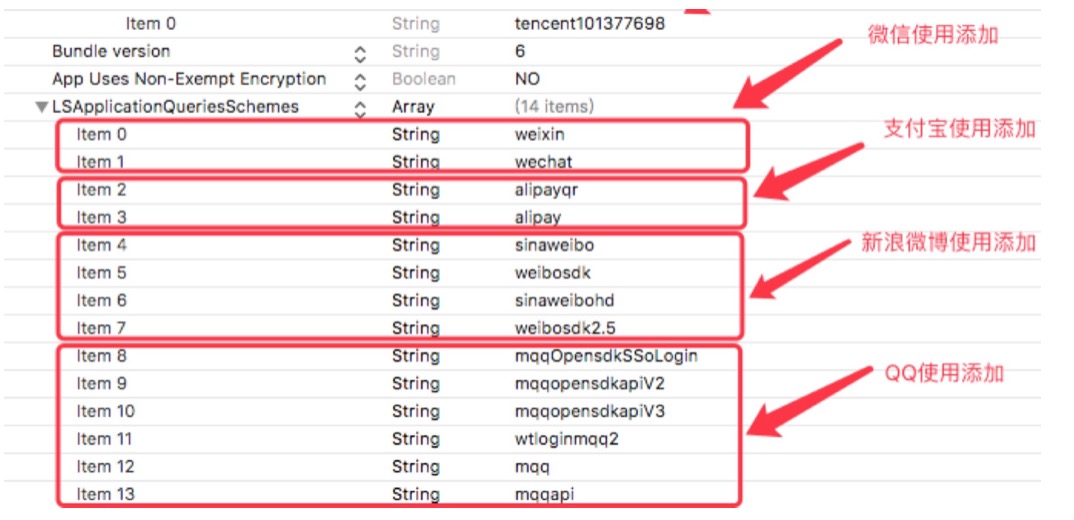 Item 0 String tencent101377698
微信使用添加
Bundle version String 6
App Uses Non-Exempt Encryption Boolean NO
LSApplicationQueriesSchemes Array (14 items)
支付宝使用添加
Item 0 String weixin
Item 1 String wechat
Item 2 String alipayqr
Item 3 String alipay
新浪微博使用添加
Item 4 String sinaweibo
Item 5 String weibosdk
Item 6 String sinaweibohd
Item 7 String weibosdk2.5
Item 8 String mqqOpensdkSSoLogin
QQ使用添加
Item 9 String mqqopensdkapiV2
Item 10 String mqqopensdkapiV3
Item 11 String wtloginmqq2
Item 12 String mqq
Item 13 String mqqapi